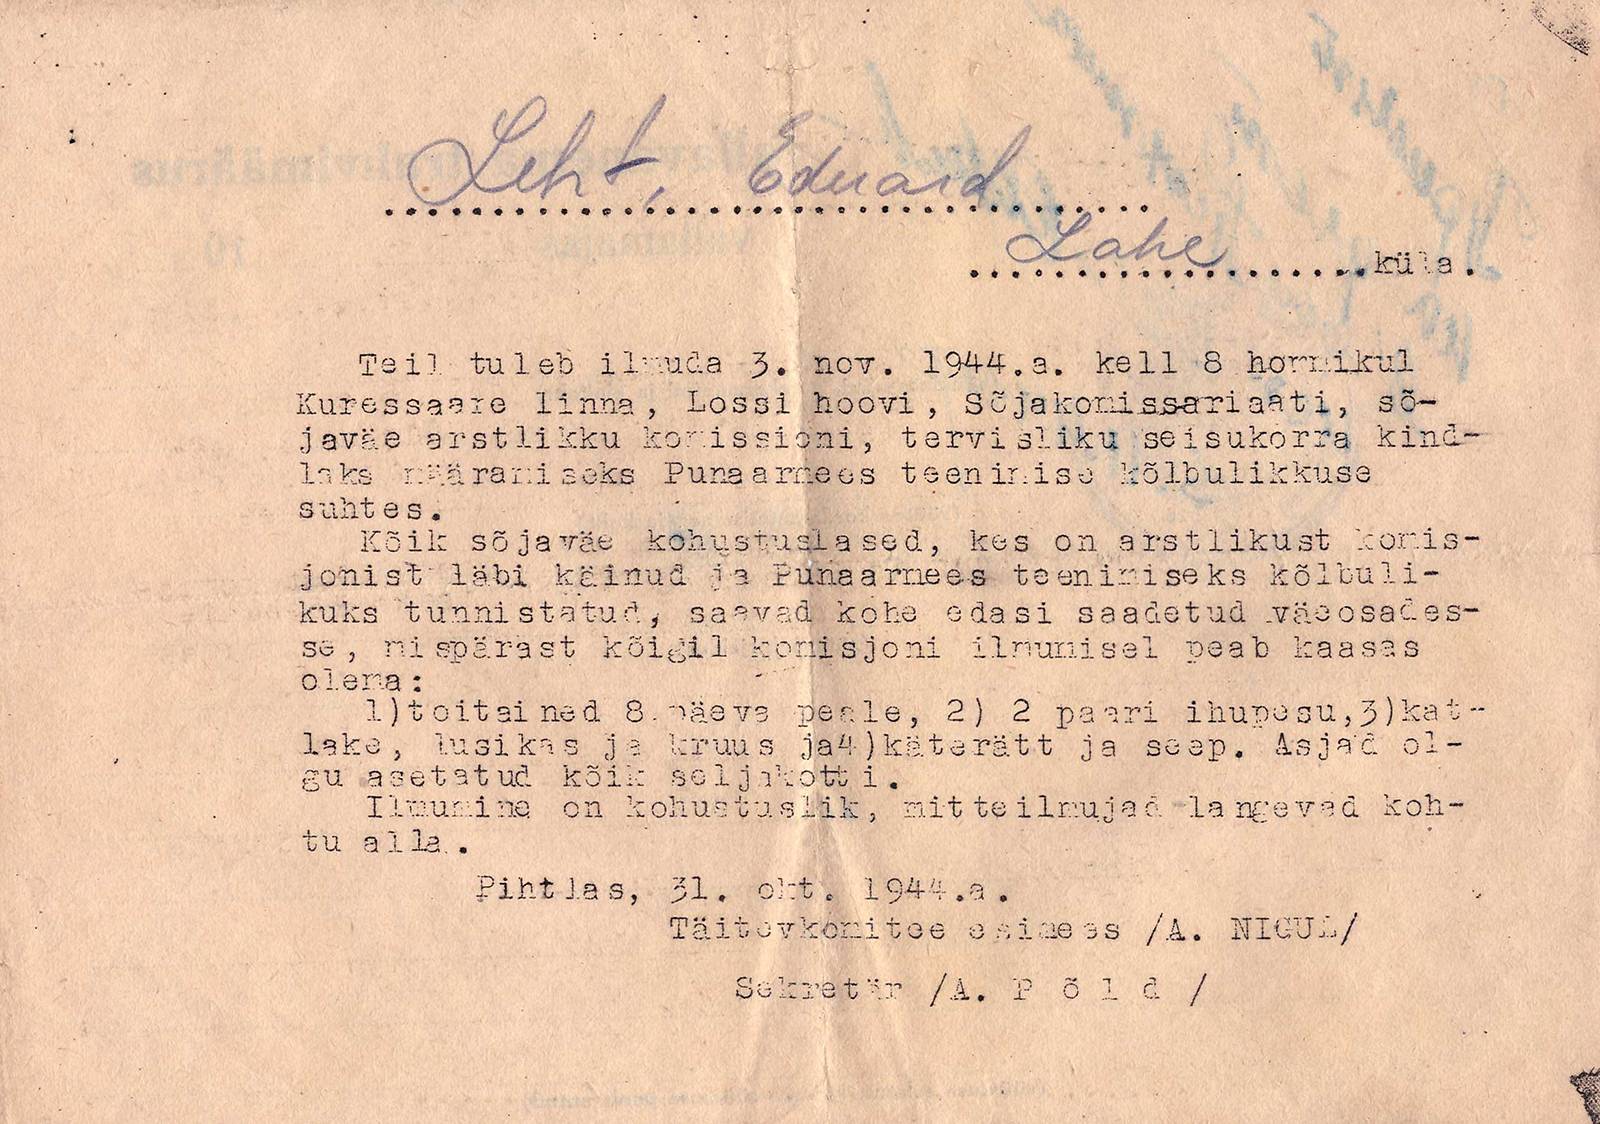 Leht, Eduard
Lahe küla.
Teil tuleb ilmuda 3. nov. 1944.a. kell 8 hommikul
Kuressaare linna, Lossi hoovi, Sõjakomissariaati, sõ-
javäe arstlikku komissioni, tervisliku seisukorra kind-
laks määramiseks Punaarmees teenimise kõlbulikkuse
suhtes.
Kõik sõjaväe kohustuslased, kes on arstlikust komis-
jonist läbi käinud ja Punaarmees teenimiseks kõlbuli-
kuks tunnistatud, saavad kohe edasi saadetud väeosades-
se, mispärast kõigil komisjoni ilmumisel peab kaasas
olema:
1)toitained 8.päeva peale, 2) 2 paari ihupesu,3)kat-
lake, lusikas ja kruus ja4)käterätt ja seep. Asjad ol-
gu asetatud kõik seljakotti.
Ilmumine on kohustuslik, mitteilmujad langevad koh-
tu alla.
Pihtlas, 31. okt. 1944.a.
Täitevkomitee esimees /A. NIGUL/
Sekretär /A. P õ l d /